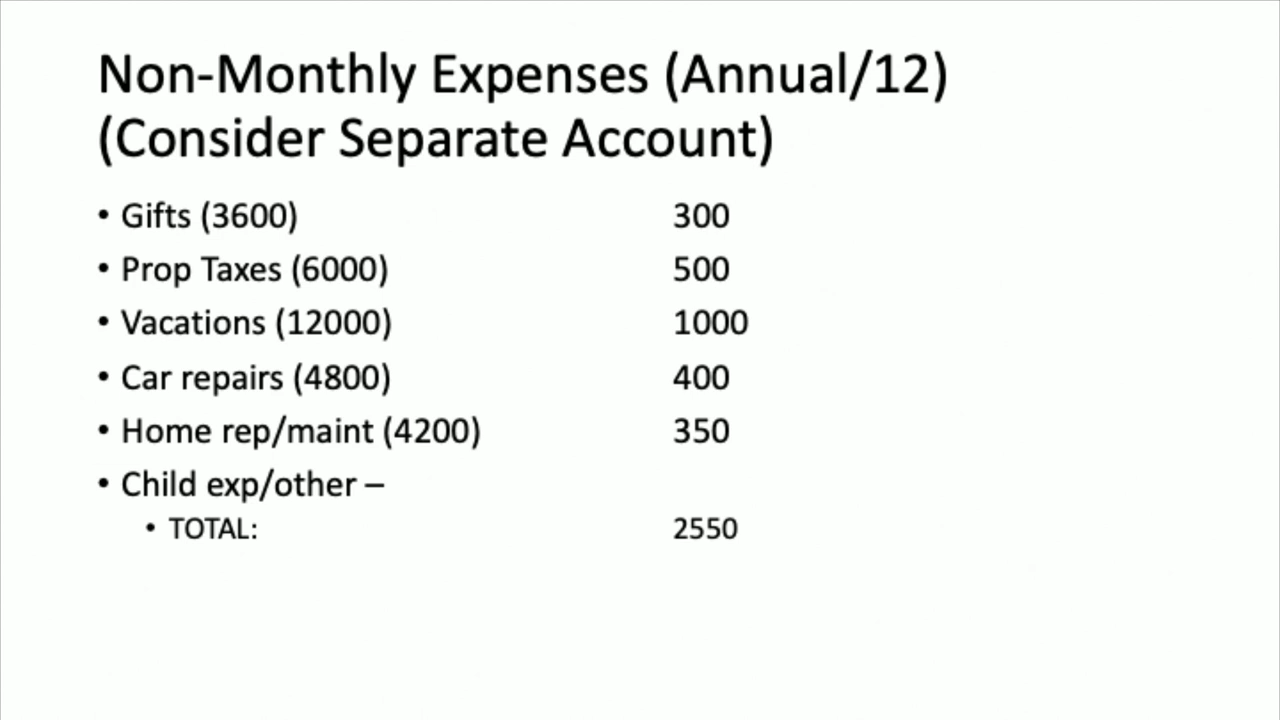 Non-Monthly Expenses (Annual/12)
(Consider Separate Account)
• Gifts (3600) 300
• Prop Taxes (6000) 500
• Vacations (12000) 1000
• Car repairs (4800) 400
• Home rep/maint (4200) 350
• Child exp/other –
• TOTAL: 2550